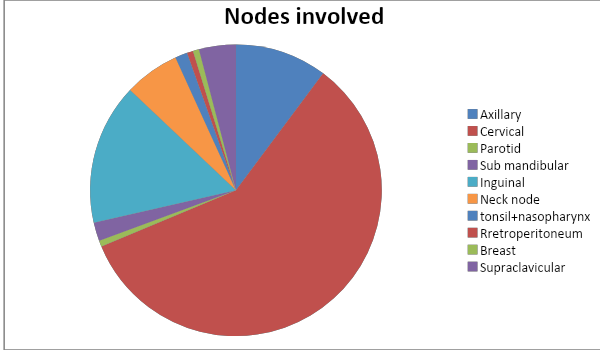 Nodes involved
Axillary
Cervical
Parotid
Sub mandibular
Inguinal
Neck node
tonsil+nasopharynx
Rretroperitoneum
Breast
Supraclavicular